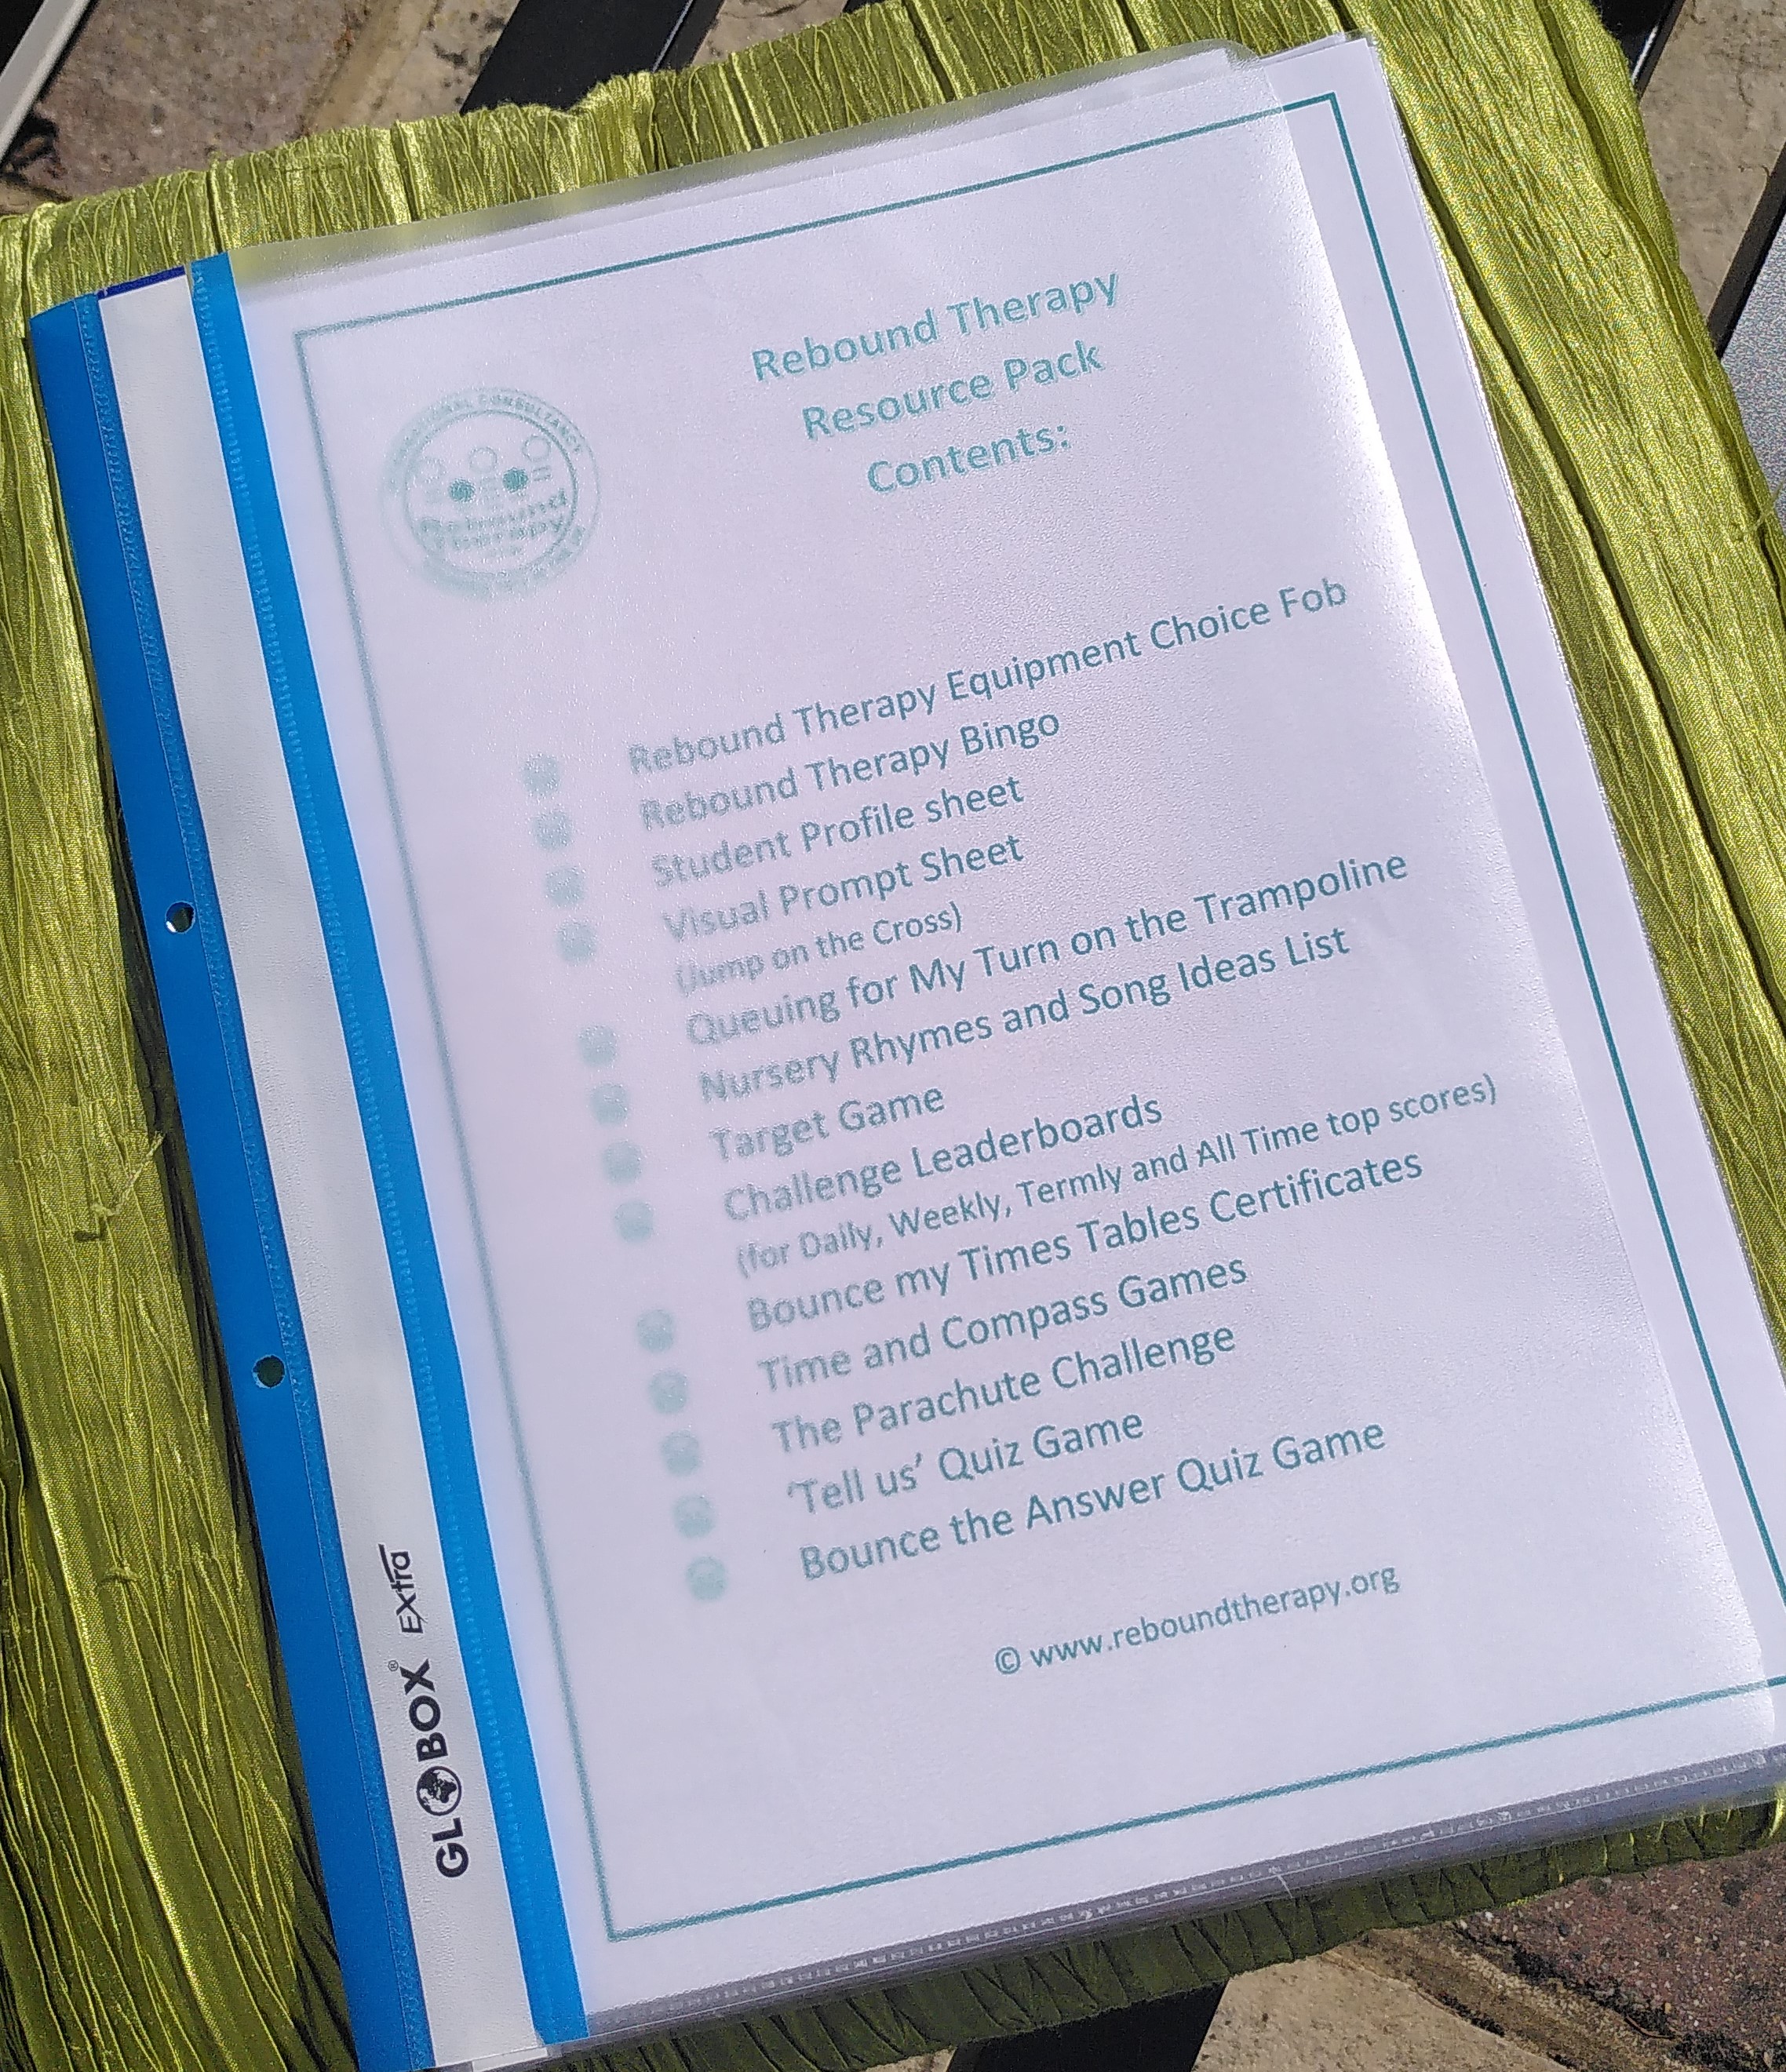 Rebound Therapy
Resource Pack
Contents:
CONSULTANCY
Rebound
Therapy
Rebound Therapy Equipment Choice Fob
Rebound Therapy Bingo
Student Profile sheet
Visual Prompt Sheet
(Jump on the Cross)
Queuing for My Turn on the Trampoline
Nursery Rhymes and Song Ideas List
Target Game
Challenge Leaderboards
(for Daily, Weekly, Termly and All Time top scores)
Bounce my Times Tables Certificates
Time and Compass Games
The Parachute Challenge
‘Tell us’ Quiz Game
Bounce the Answer Quiz Game
© www.reboundtherapy.org
GLOBOX® Extra